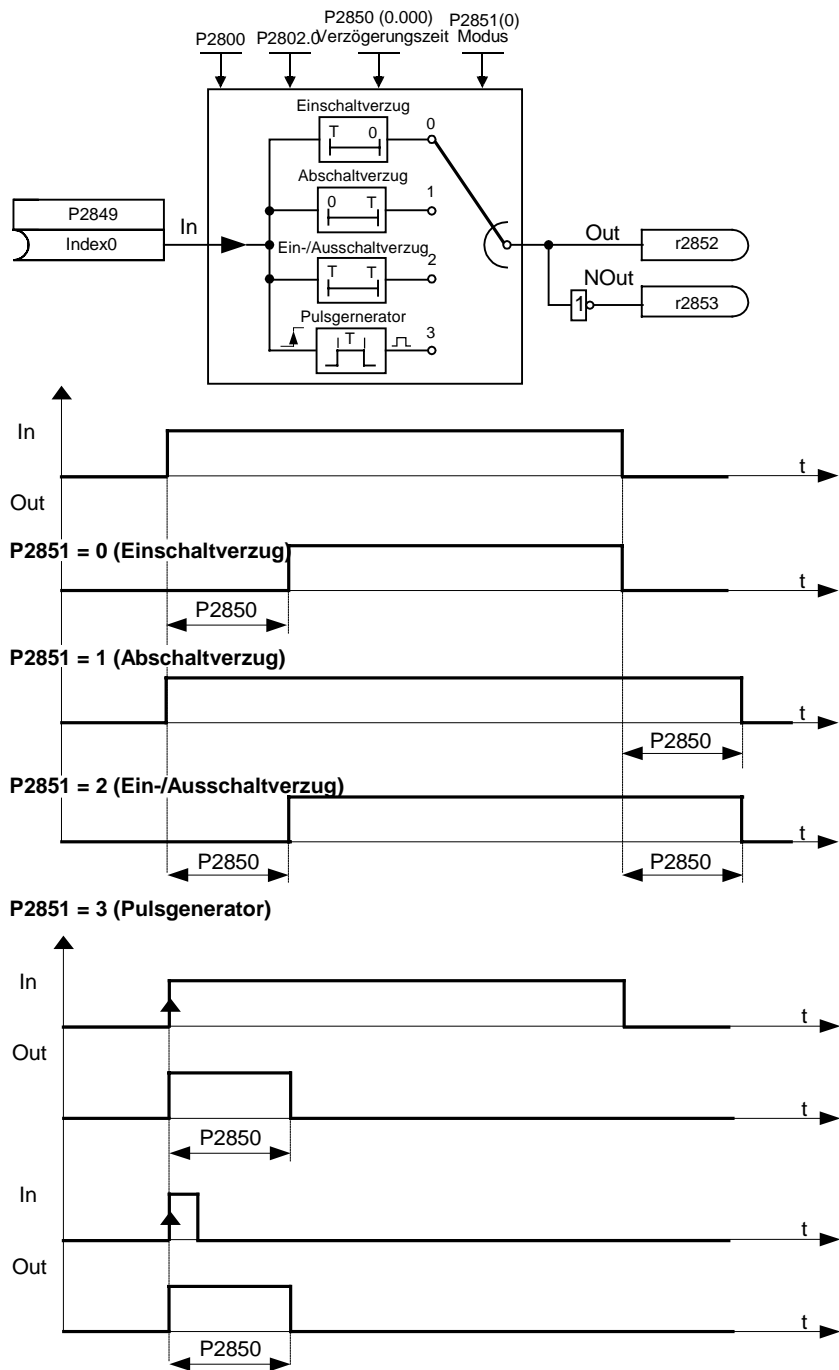 P2800 P2802.0 P2850 (0.000) Verzögerungszeit P2851(0) Modus
Einschaltverzug
T 0
0
Abschaltverzug
0 T
1
P2849
Index0
In
Ein-/Ausschaltverzug
T T
2
Pulsgernerator
T
3
Out
r2852
NOut
1
r2853
In
t
Out
P2851 = 0 (Einschaltverzug)
t
P2850
P2851 = 1 (Abschaltverzug)
t
P2850
P2851 = 2 (Ein-/Ausschaltverzug)
t
P2850 P2850
P2851 = 3 (Pulsgenerator)
In
t
Out
t
P2850
In
t
Out
t
P2850